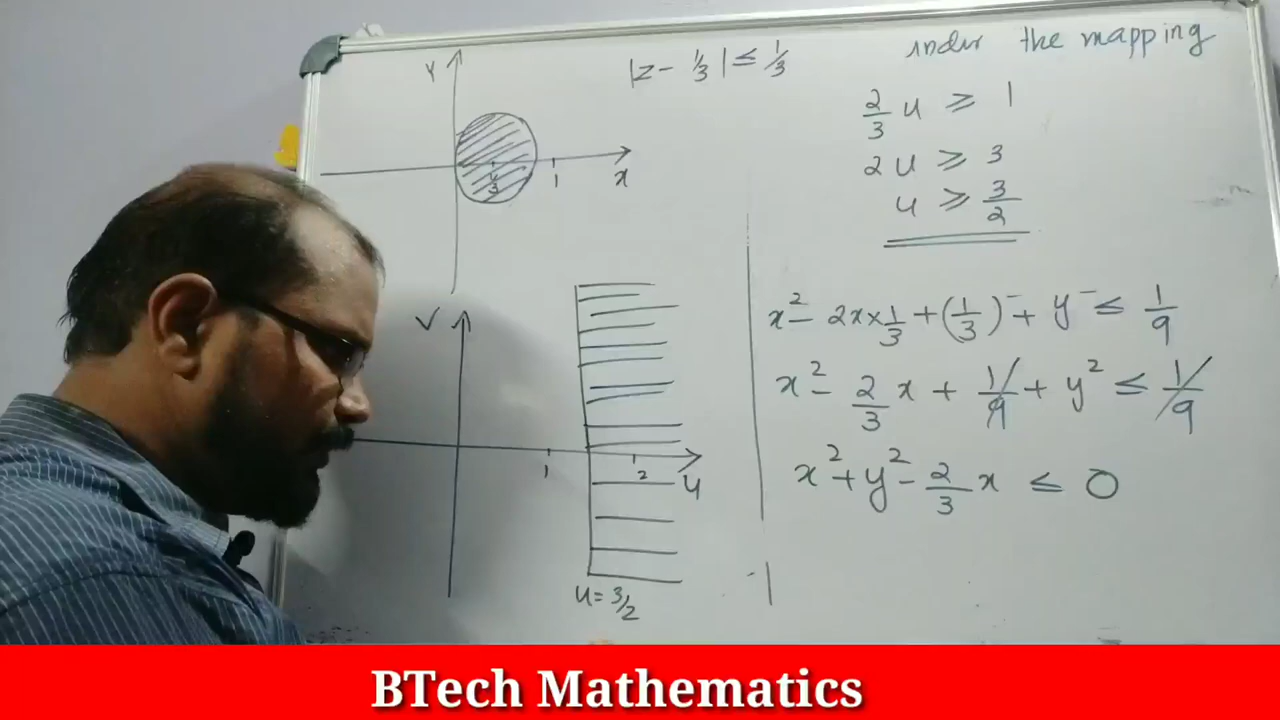 Y
|z - 1/3| ≤ 1/3
1/3
1
x
under the mapping
2/3 u ≥ 1
2u ≥ 3
u ≥ 3/2
V
1
2
u
u = 3/2
x² - 2x × 1/3 + (1/3)² + y² ≤ 1/9
x² - 2/3 x + 1/9 + y² ≤ 1/9
x² + y² - 2/3 x ≤ 0
BTech Mathematics